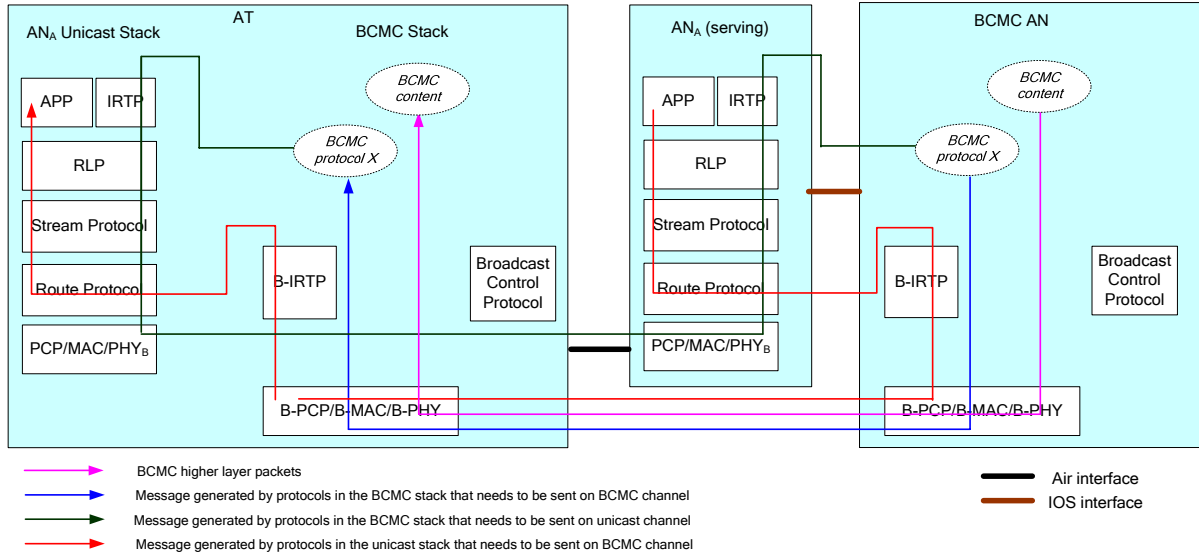 AT
AN_A Unicast Stack
BCMC Stack
APP
IRTP
BCMC
content
BCMC
protocol X
RLP
Stream Protocol
Route Protocol
B-IRTP
Broadcast
Control
Protocol
PCP/MAC/PHY_B
B-PCP/B-MAC/B-PHY
AN_A (serving)
APP
IRTP
RLP
Stream Protocol
Route Protocol
PCP/MAC/PHY_B
BCMC AN
BCMC
content
BCMC
protocol X
B-IRTP
Broadcast
Control
Protocol
B-PCP/B-MAC/B-PHY
BCMC higher layer packets
Message generated by protocols in the BCMC stack that needs to be sent on BCMC channel
Message generated by protocols in the BCMC stack that needs to be sent on unicast channel
Message generated by protocols in the unicast stack that needs to be sent on BCMC channel
Air interface
IOS interface